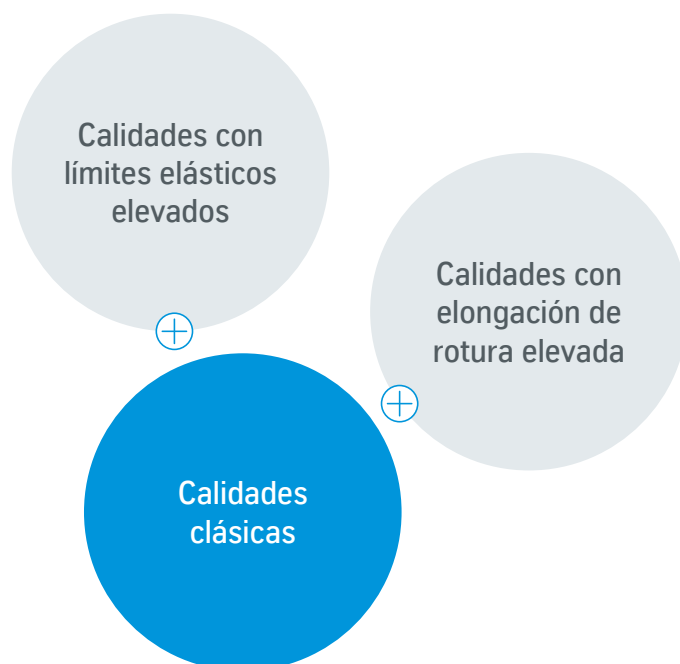 Calidades con
límites elásticos
elevados
Calidades con
elongación de
rotura elevada
Calidades
clásicas